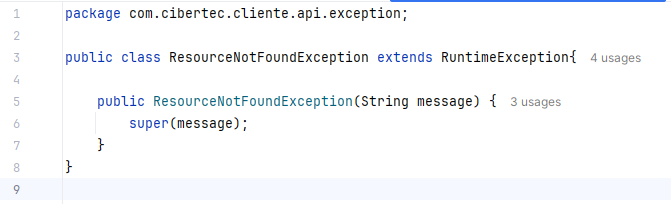 1 package com.cibertec.cliente.api.exception;
2
3 public class ResourceNotFoundException extends RuntimeException{ 4 usages
4
5 public ResourceNotFoundException(String message) { 3 usages
6 super(message);
7 }
8 }
9